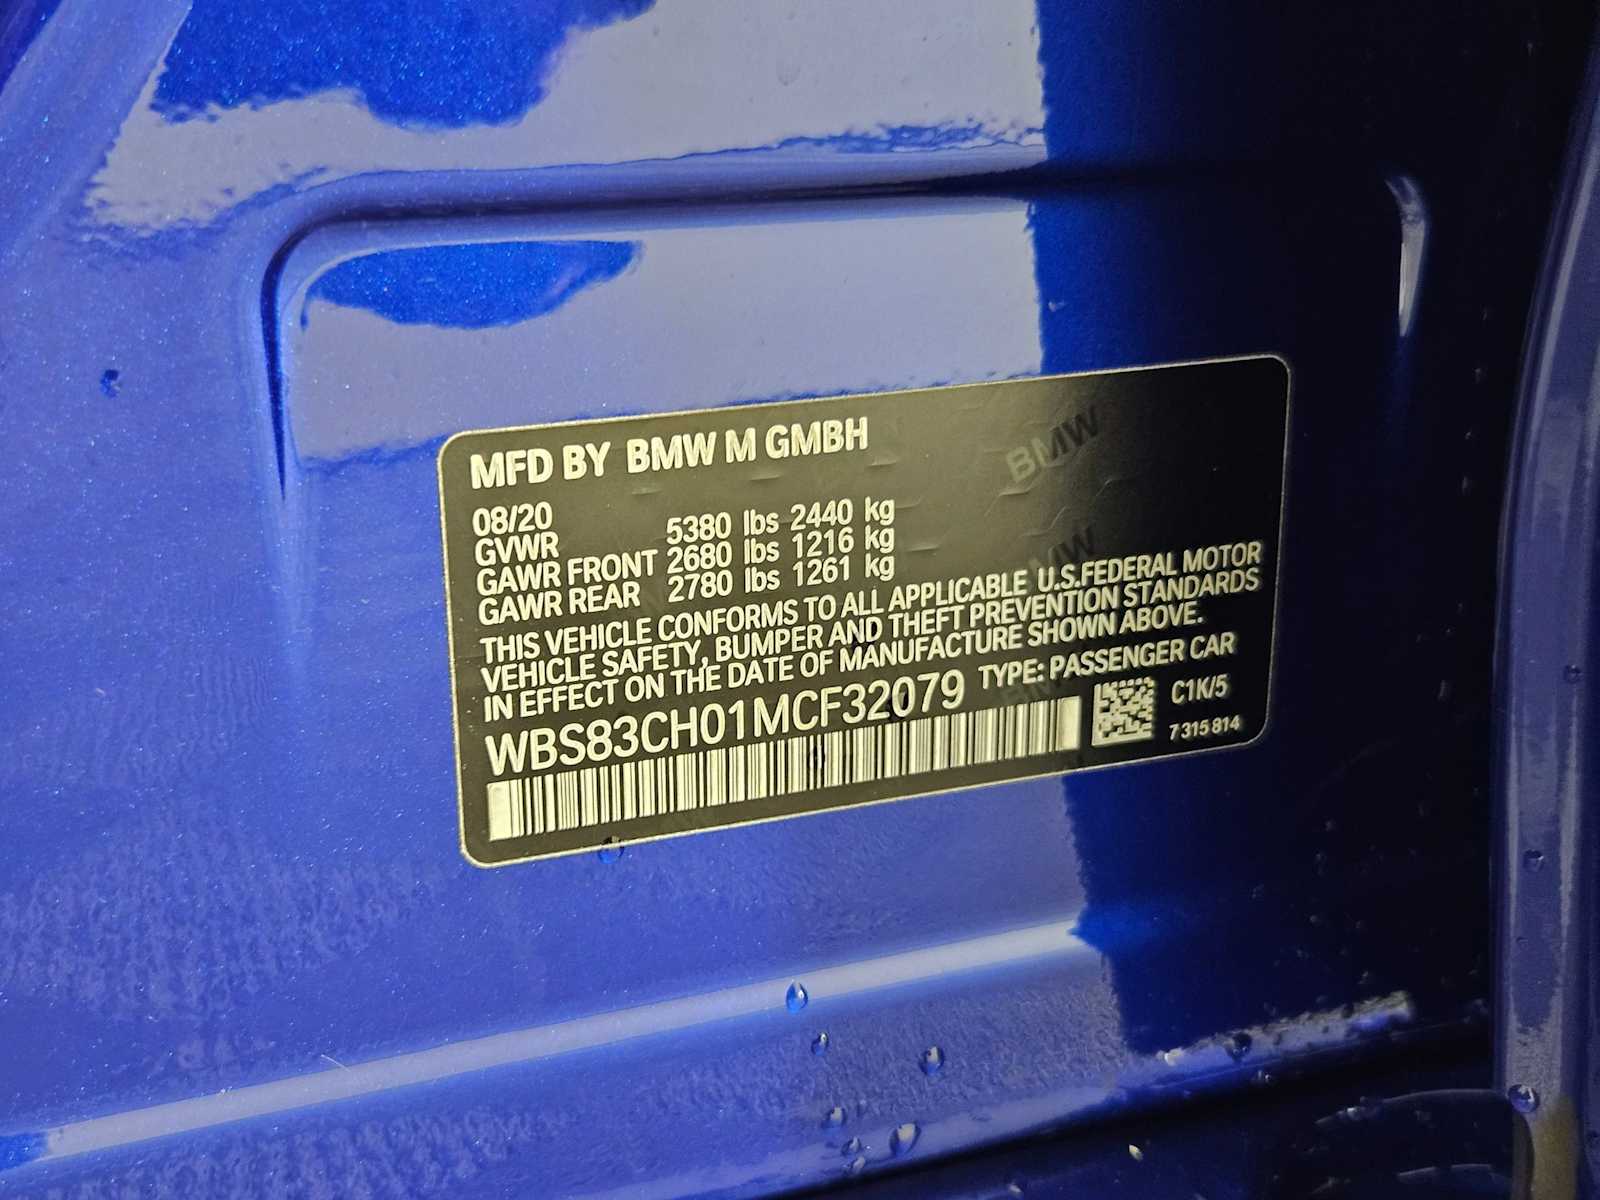 MFD BY BMW M GMBH
08/20
GVWR 5380 lbs 2440 kg
GAWR FRONT 2680 lbs 1216 kg
GAWR REAR 2780 lbs 1261 kg
THIS VEHICLE CONFORMS TO ALL APPLICABLE U.S.FEDERAL MOTOR
VEHICLE SAFETY, BUMPER AND THEFT PREVENTION STANDARDS
IN EFFECT ON THE DATE OF MANUFACTURE SHOWN ABOVE.
WBS83CH01MCF32079 TYPE: PASSENGER CAR
C1K/5
7 315 814
BMW
BMW